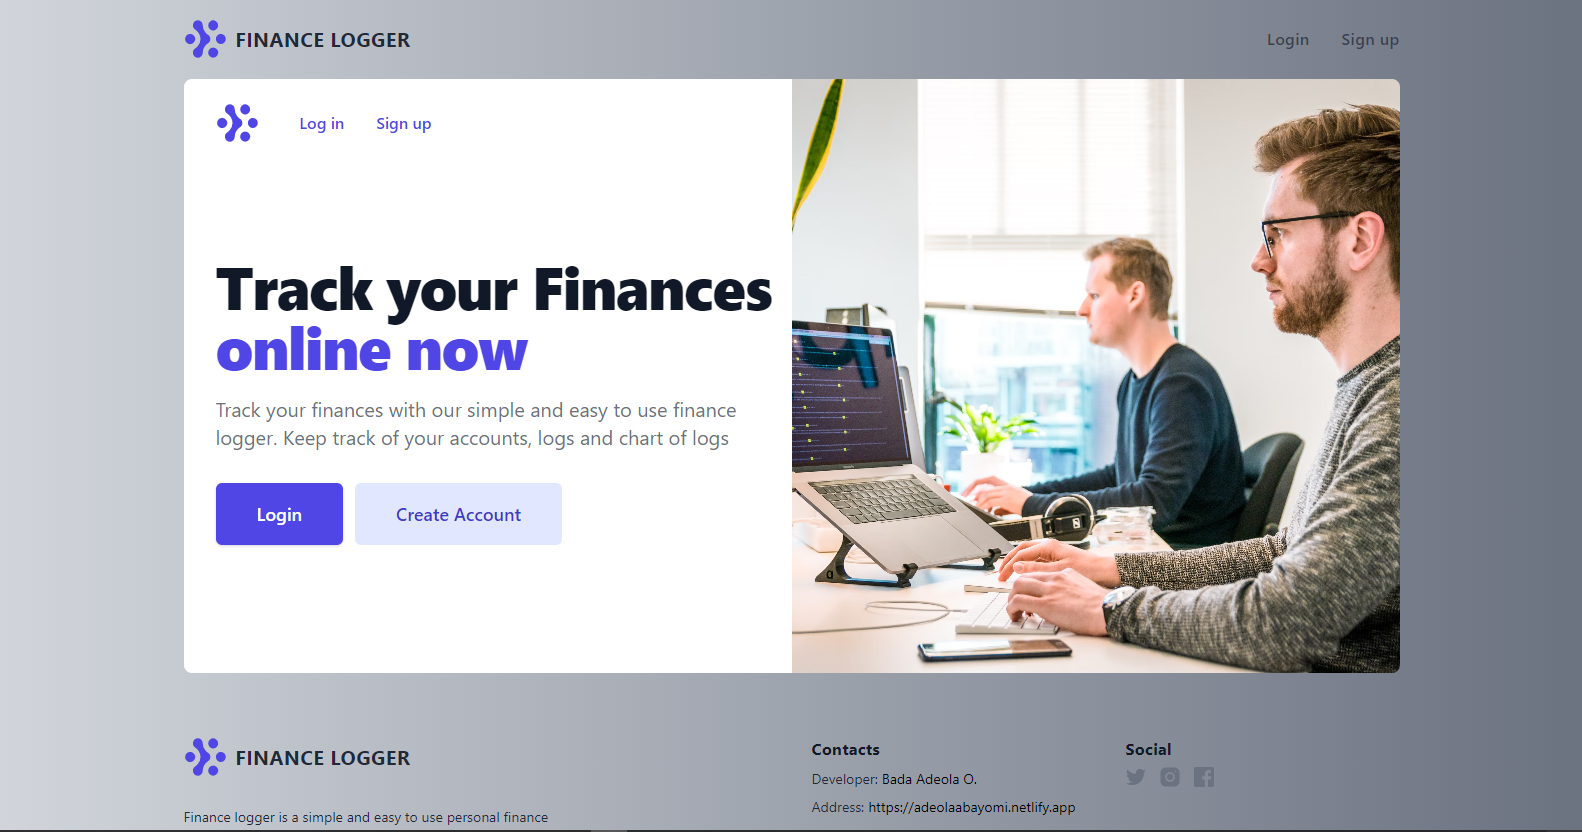 FINANCE LOGGER
Login
Sign up
Log in
Sign up
Track your Finances
online now
Track your finances with our simple and easy to use finance
logger. Keep track of your accounts, logs and chart of logs
Login
Create Account
FINANCE LOGGER
Finance logger is a simple and easy to use personal finance
Contacts
Developer: Bada Adeola O.
Address: https://adeolaabayomi.netlify.app
Social